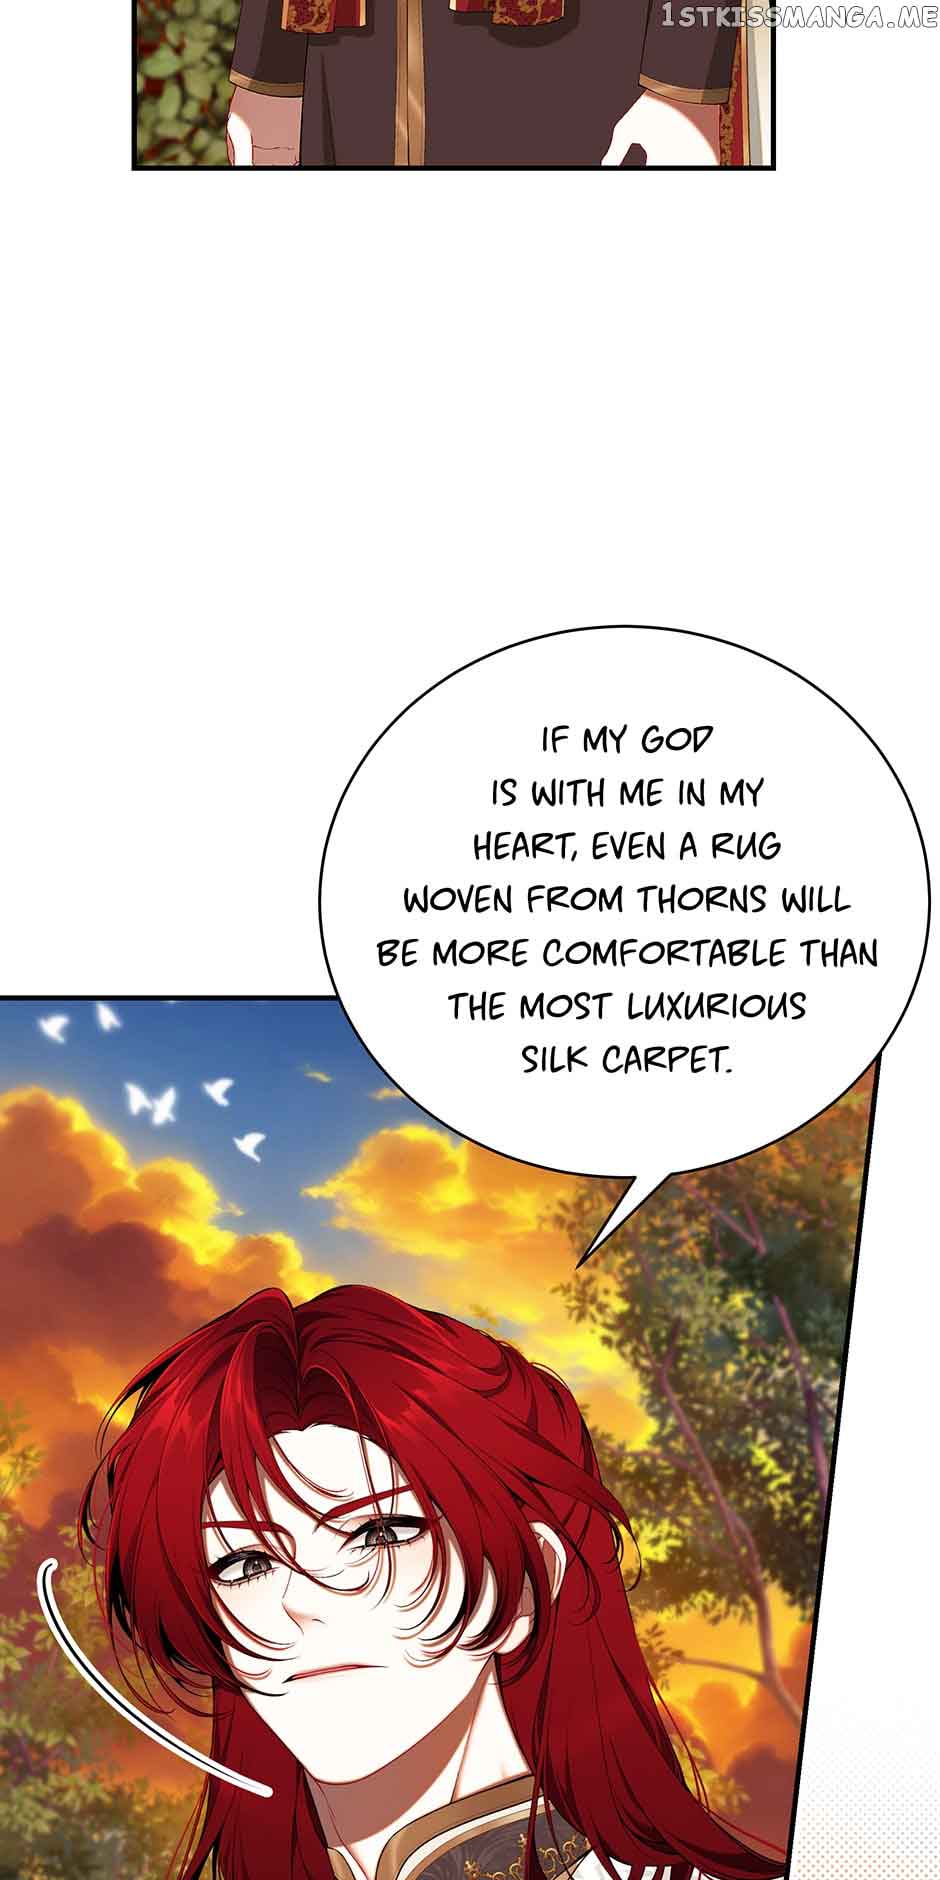 1STKISSMANGA.ME
IF MY GOD
IS WITH ME IN MY
HEART, EVEN A RUG
WOVEN FROM THORNS WILL
BE MORE COMFORTABLE THAN
THE MOST LUXURIOUS
SILK CARPET.